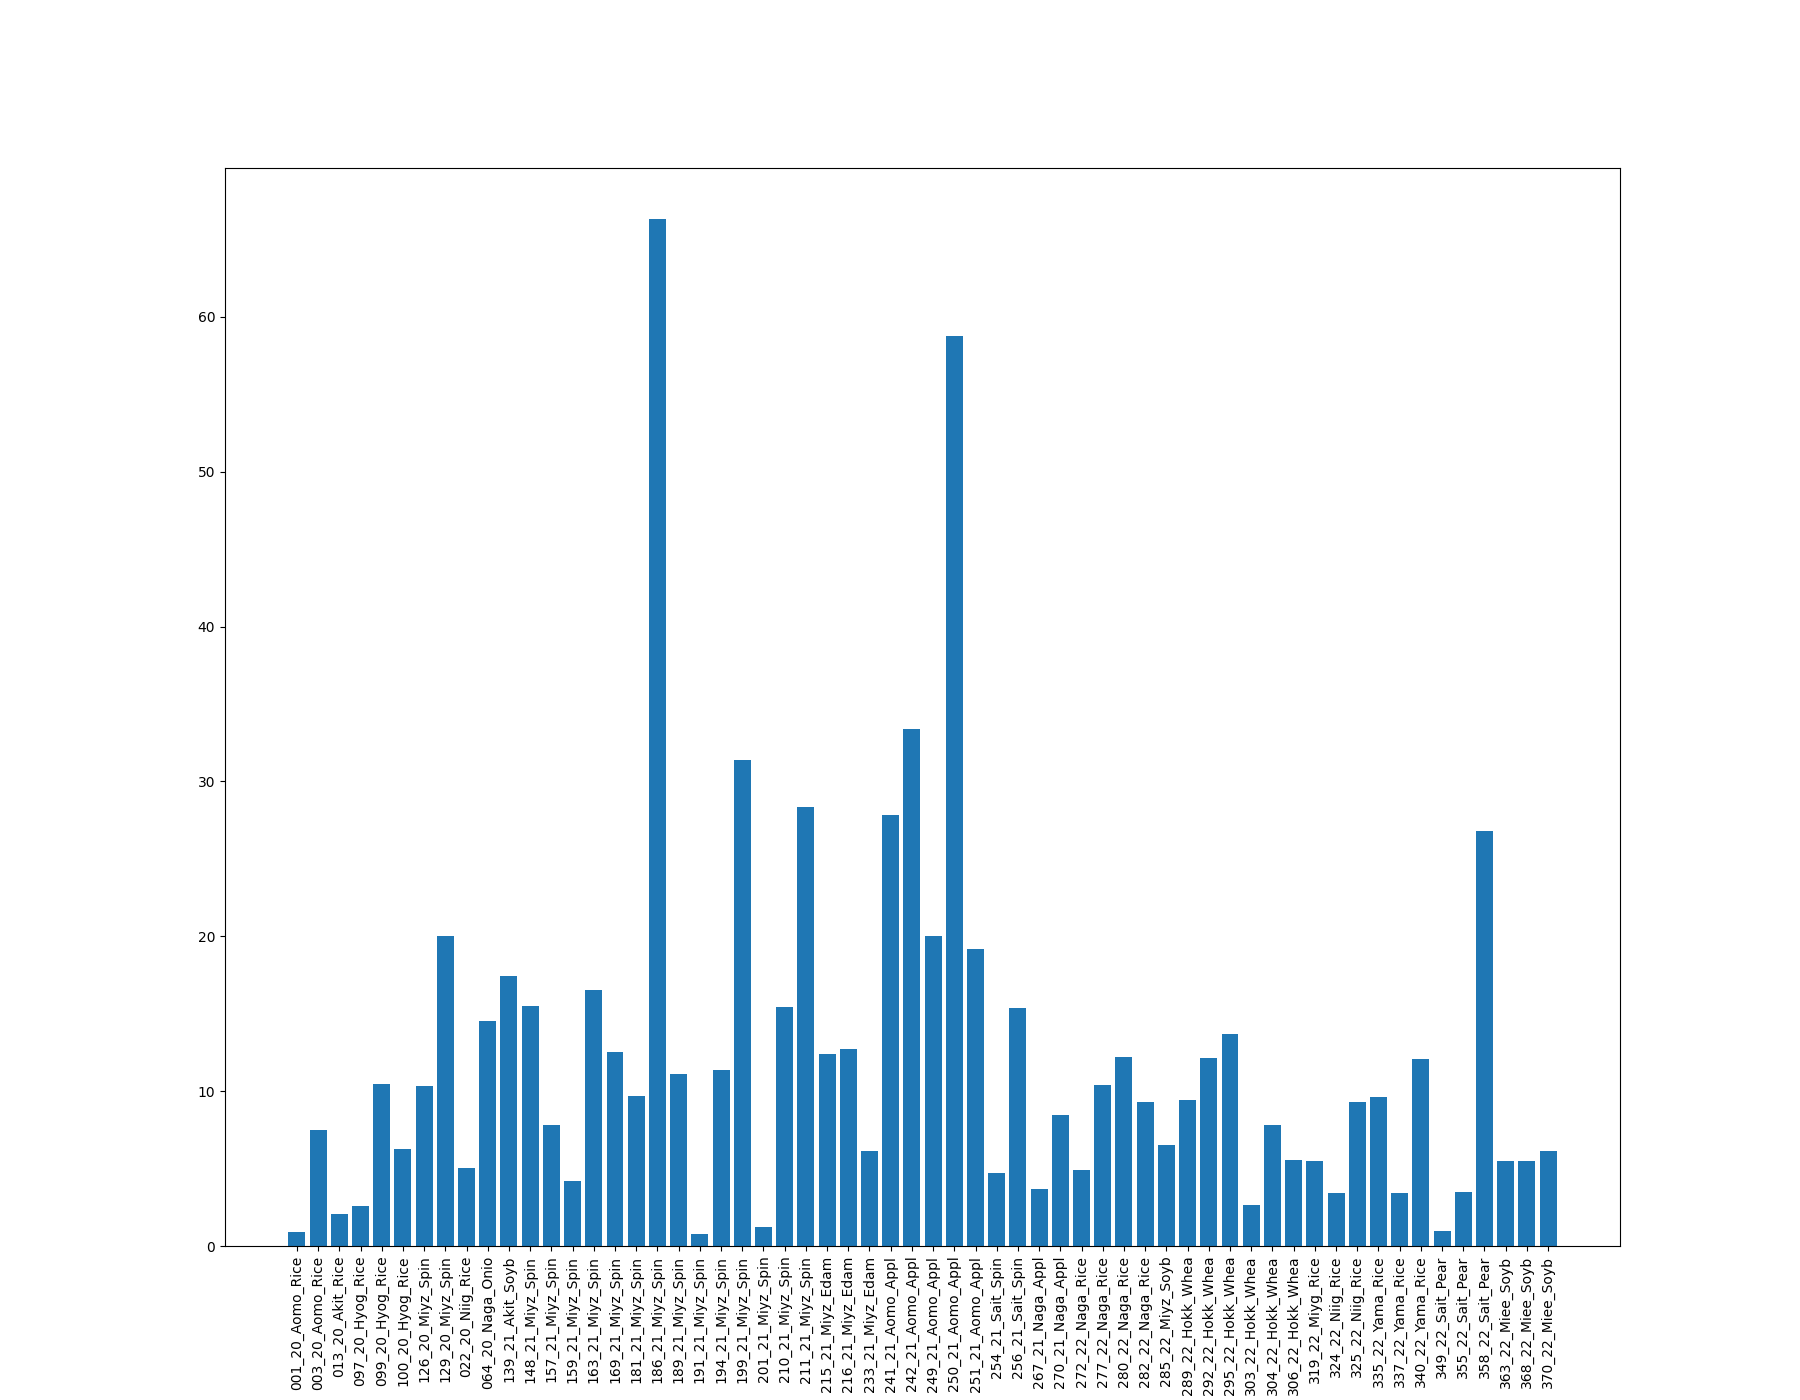 60
50
40
30
20
10
0
001_20_Aomo_Rice
003_20_Aomo_Rice
013_20_Akit_Rice
097_20_Hyog_Rice
099_20_Hyog_Rice
100_20_Hyog_Rice
126_20_Miyz_Spin
129_20_Miyz_Spin
022_20_Niig_Rice
064_20_Naga_Onio
139_21_Akit_Soyb
148_21_Miyz_Spin
157_21_Miyz_Spin
159_21_Miyz_Spin
163_21_Miyz_Spin
169_21_Miyz_Spin
181_21_Miyz_Spin
186_21_Miyz_Spin
189_21_Miyz_Spin
191_21_Miyz_Spin
194_21_Miyz_Spin
199_21_Miyz_Spin
201_21_Miyz_Spin
210_21_Miyz_Spin
211_21_Miyz_Spin
215_21_Miyz_Edam
216_21_Miyz_Edam
233_21_Miyz_Edam
241_21_Aomo_Appl
242_21_Aomo_Appl
249_21_Aomo_Appl
250_21_Aomo_Appl
251_21_Aomo_Appl
254_21_Sait_Spin
256_21_Sait_Spin
267_21_Naga_Appl
270_21_Naga_Appl
272_22_Naga_Rice
277_22_Naga_Rice
280_22_Naga_Rice
282_22_Naga_Rice
285_22_Miyz_Soyb
289_22_Hokk_Whea
292_22_Hokk_Whea
295_22_Hokk_Whea
303_22_Hokk_Whea
304_22_Hokk_Whea
306_22_Hokk_Whea
319_22_Miyg_Rice
324_22_Niig_Rice
325_22_Niig_Rice
335_22_Yama_Rice
337_22_Yama_Rice
340_22_Yama_Rice
349_22_Sait_Pear
355_22_Sait_Pear
358_22_Sait_Pear
363_22_Miee_Soyb
368_22_Miee_Soyb
370_22_Miee_Soyb